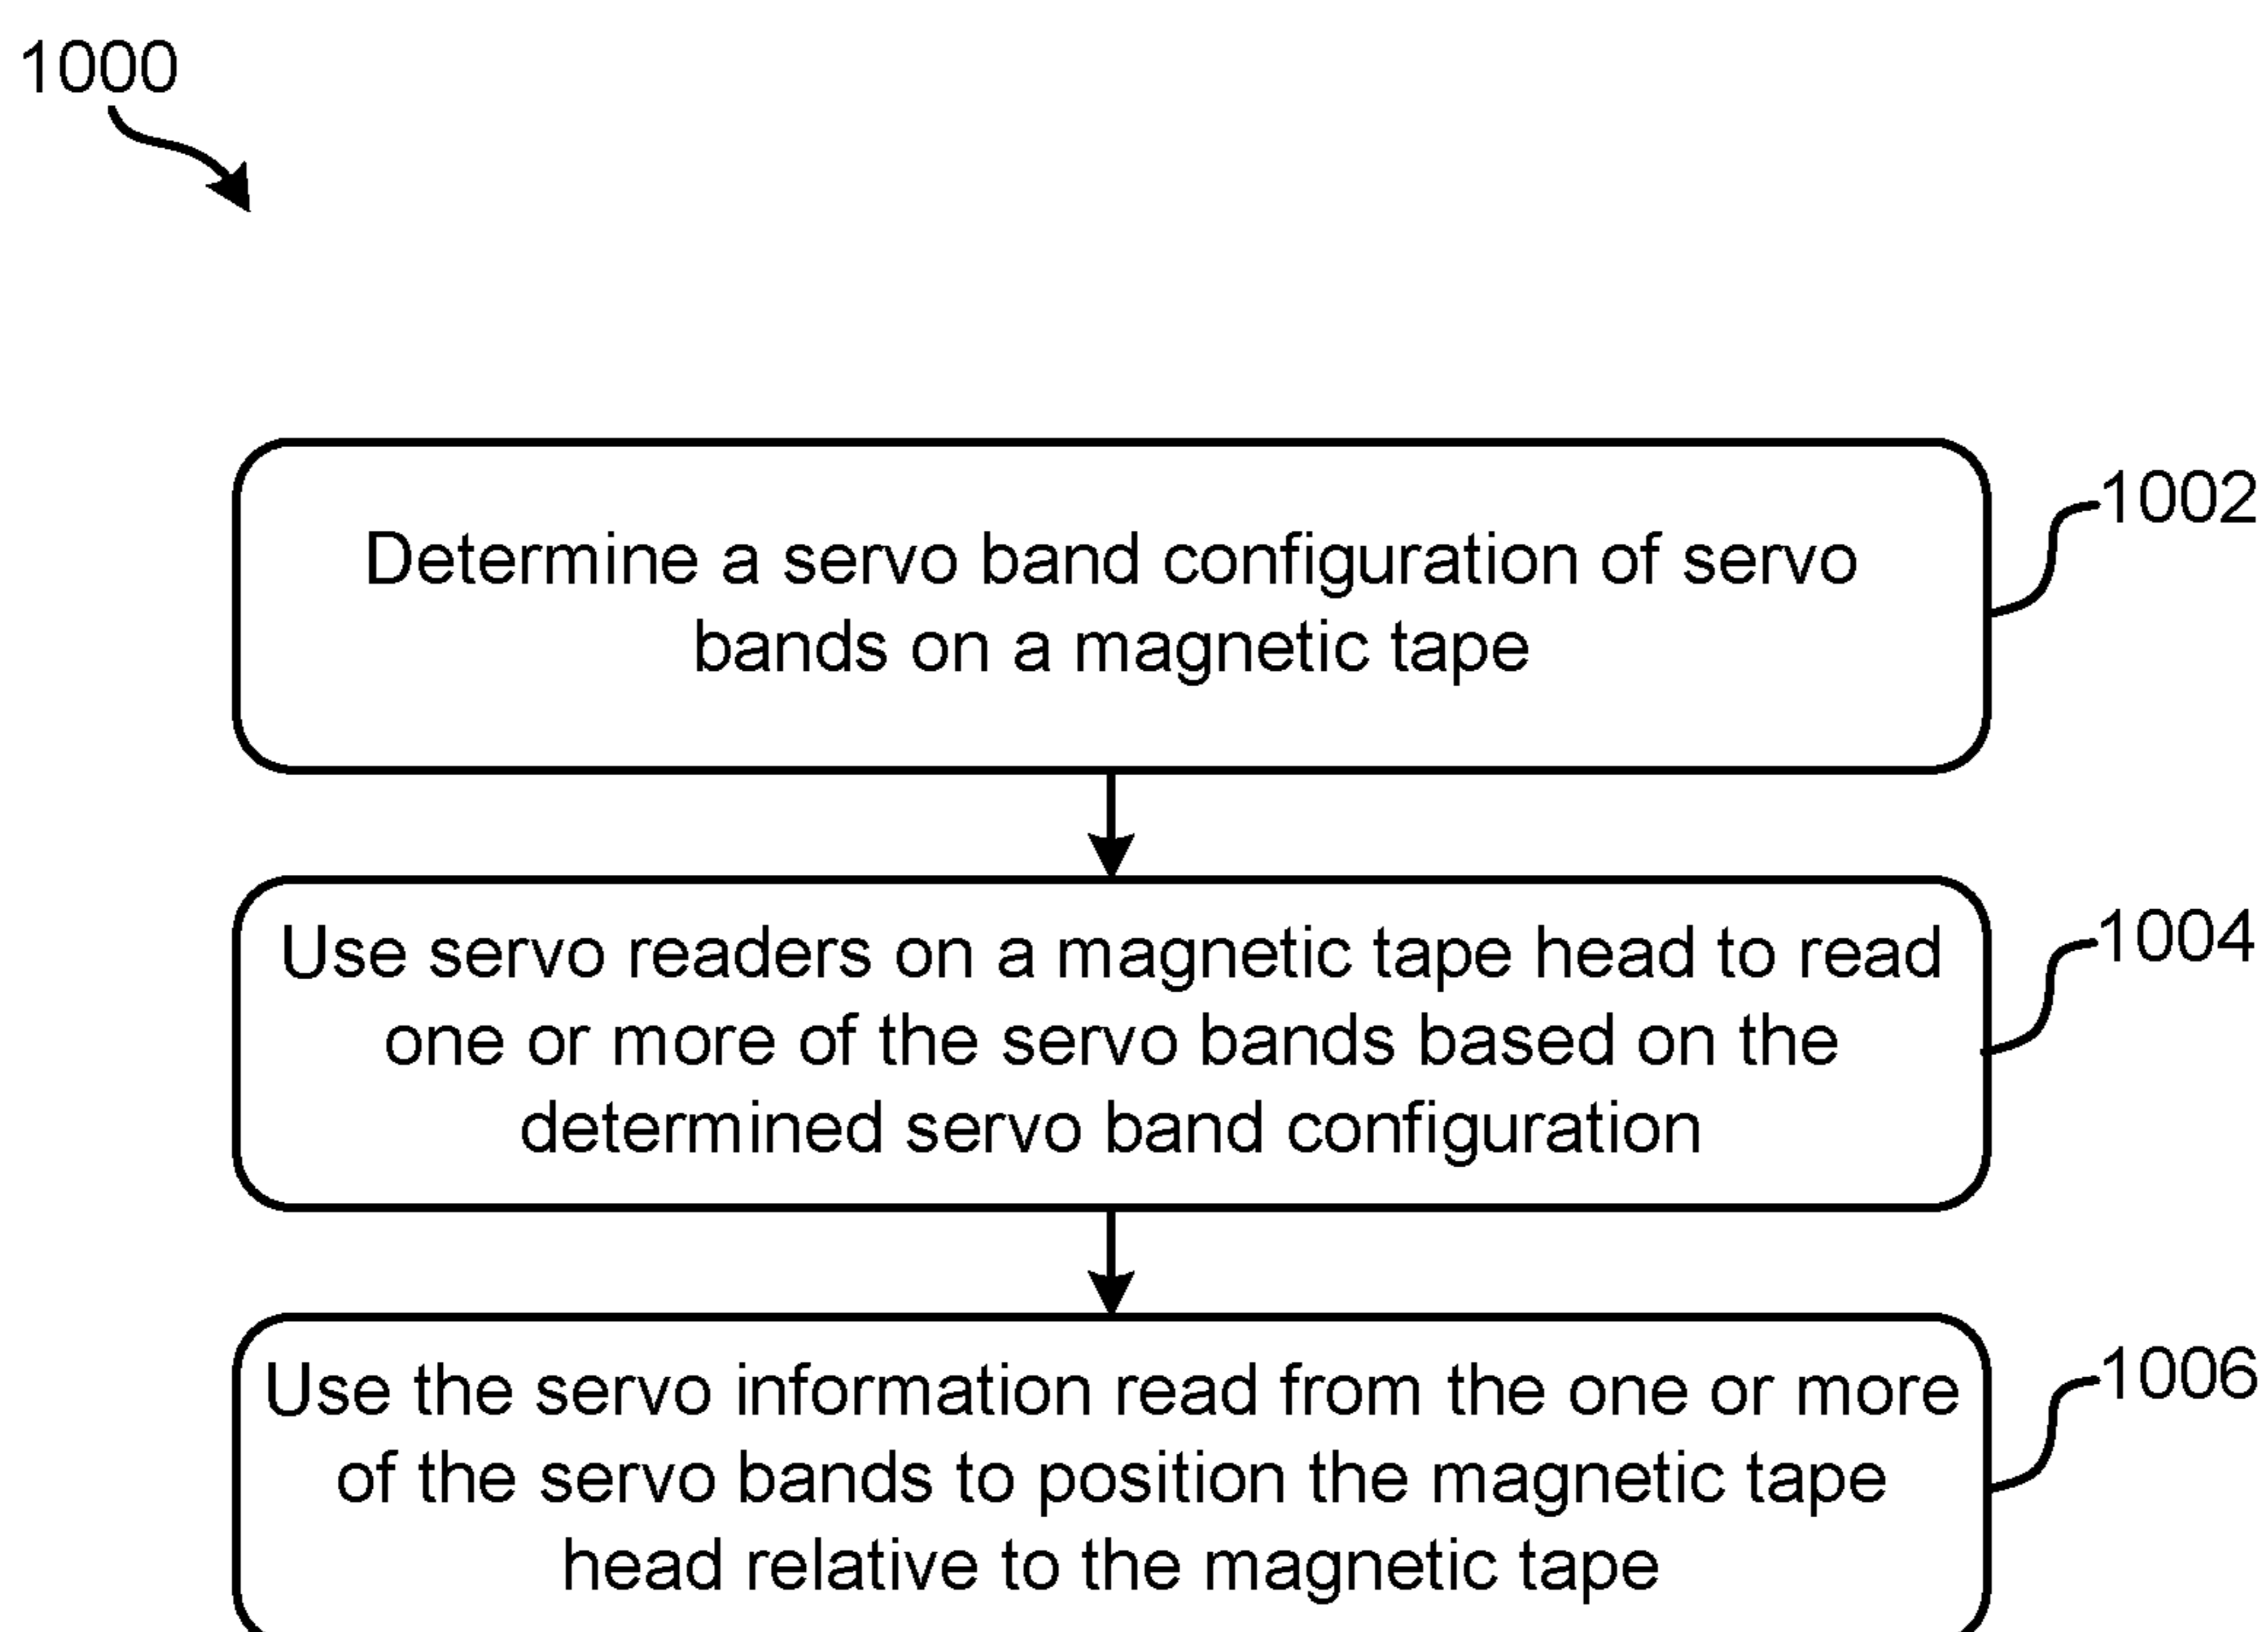 1000
Determine a servo band configuration of servo
bands on a magnetic tape
1002
Use servo readers on a magnetic tape head to read
one or more of the servo bands based on the
determined servo band configuration
1004
Use the servo information read from the one or more
of the servo bands to position the magnetic tape
head relative to the magnetic tape
1006